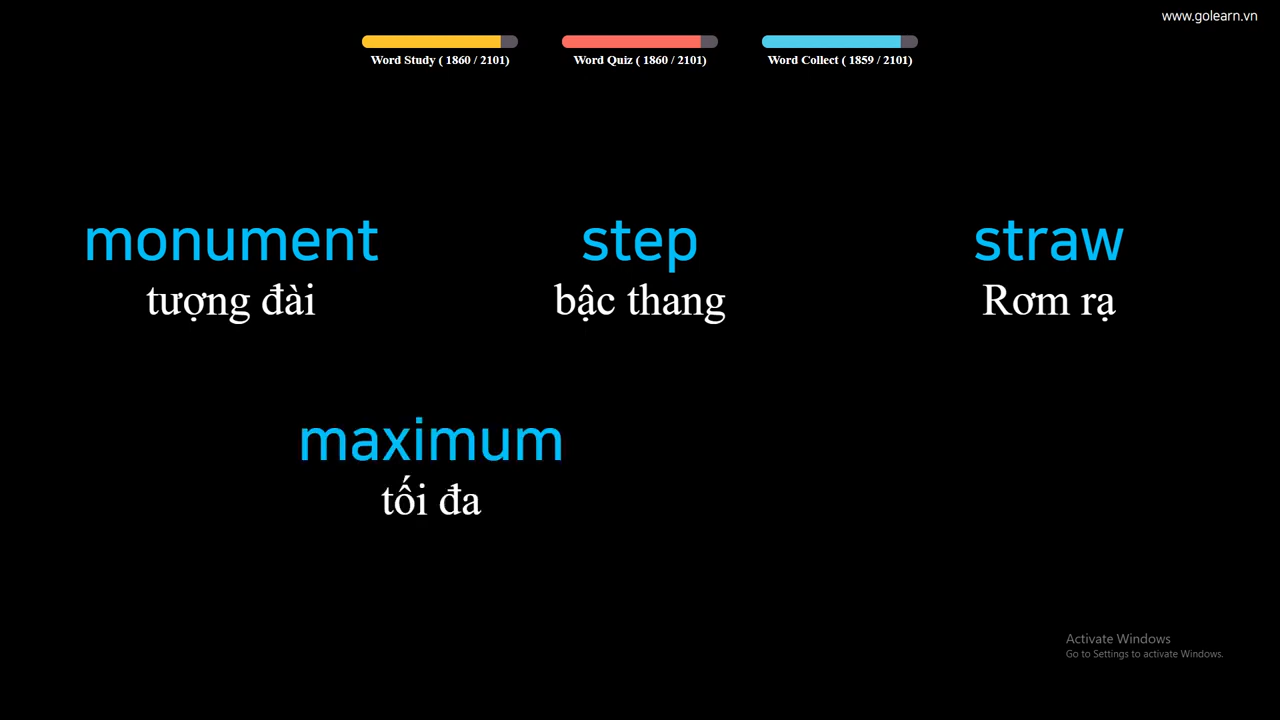 www.golearn.vn
Word Study ( 1860 / 2101) Word Quiz ( 1860 / 2101) Word Collect ( 1859 / 2101)
monument step straw
tượng đài bậc thang Rơm rạ
maximum
tối đa
Activate Windows
Go to Settings to activate Windows.